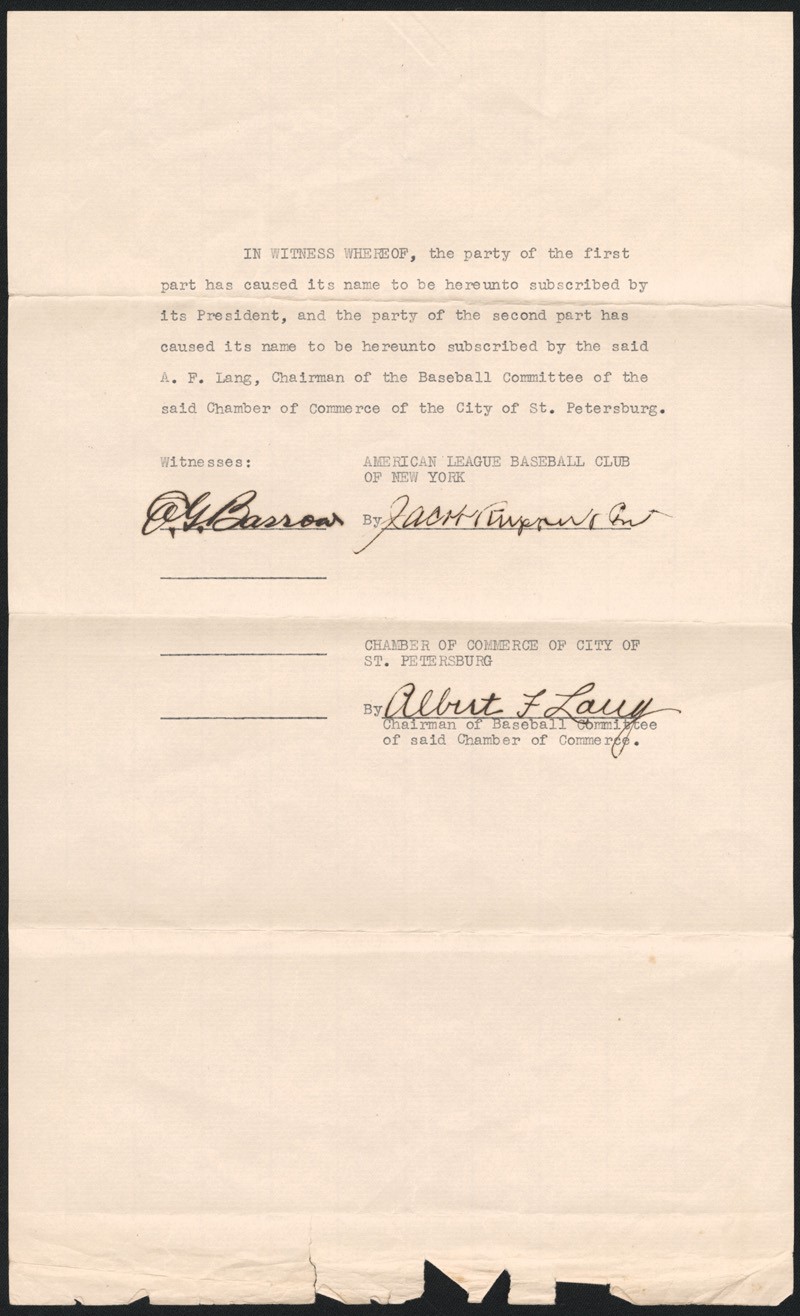 IN WITNESS WHEREOF, the party of the first
part has caused its name to be hereunto subscribed by
its President, and the party of the second part has
caused its name to be hereunto subscribed by the said
A. F. Lang, Chairman of the Baseball Committee of the
said Chamber of Commerce of the City of St. Petersburg.
Witnesses:
AMERICAN LEAGUE BASEBALL CLUB
OF NEW YORK
E.G. Barrow
By Jacob Ruppert
CHAMBER OF COMMERCE OF CITY OF
ST. PETERSBURG
By Albert F Lang
Chairman of Baseball Committee
of said Chamber of Commerce.